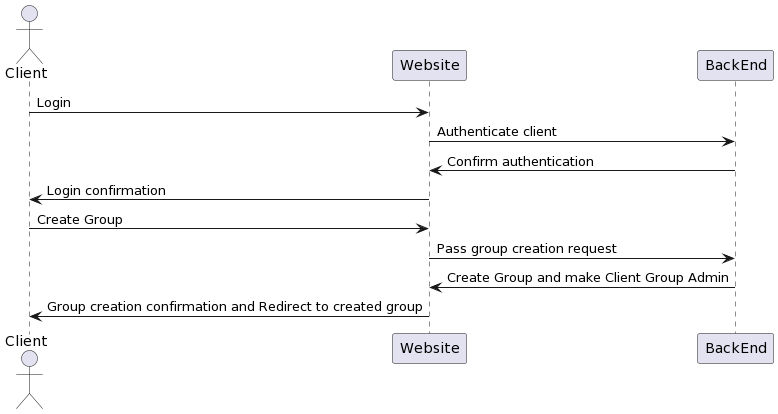 Client
Website
BackEnd
Login
Authenticate client
Confirm authentication
Login confirmation
Create Group
Pass group creation request
Create Group and make Client Group Admin
Group creation confirmation and Redirect to created group
Client
Website
BackEnd